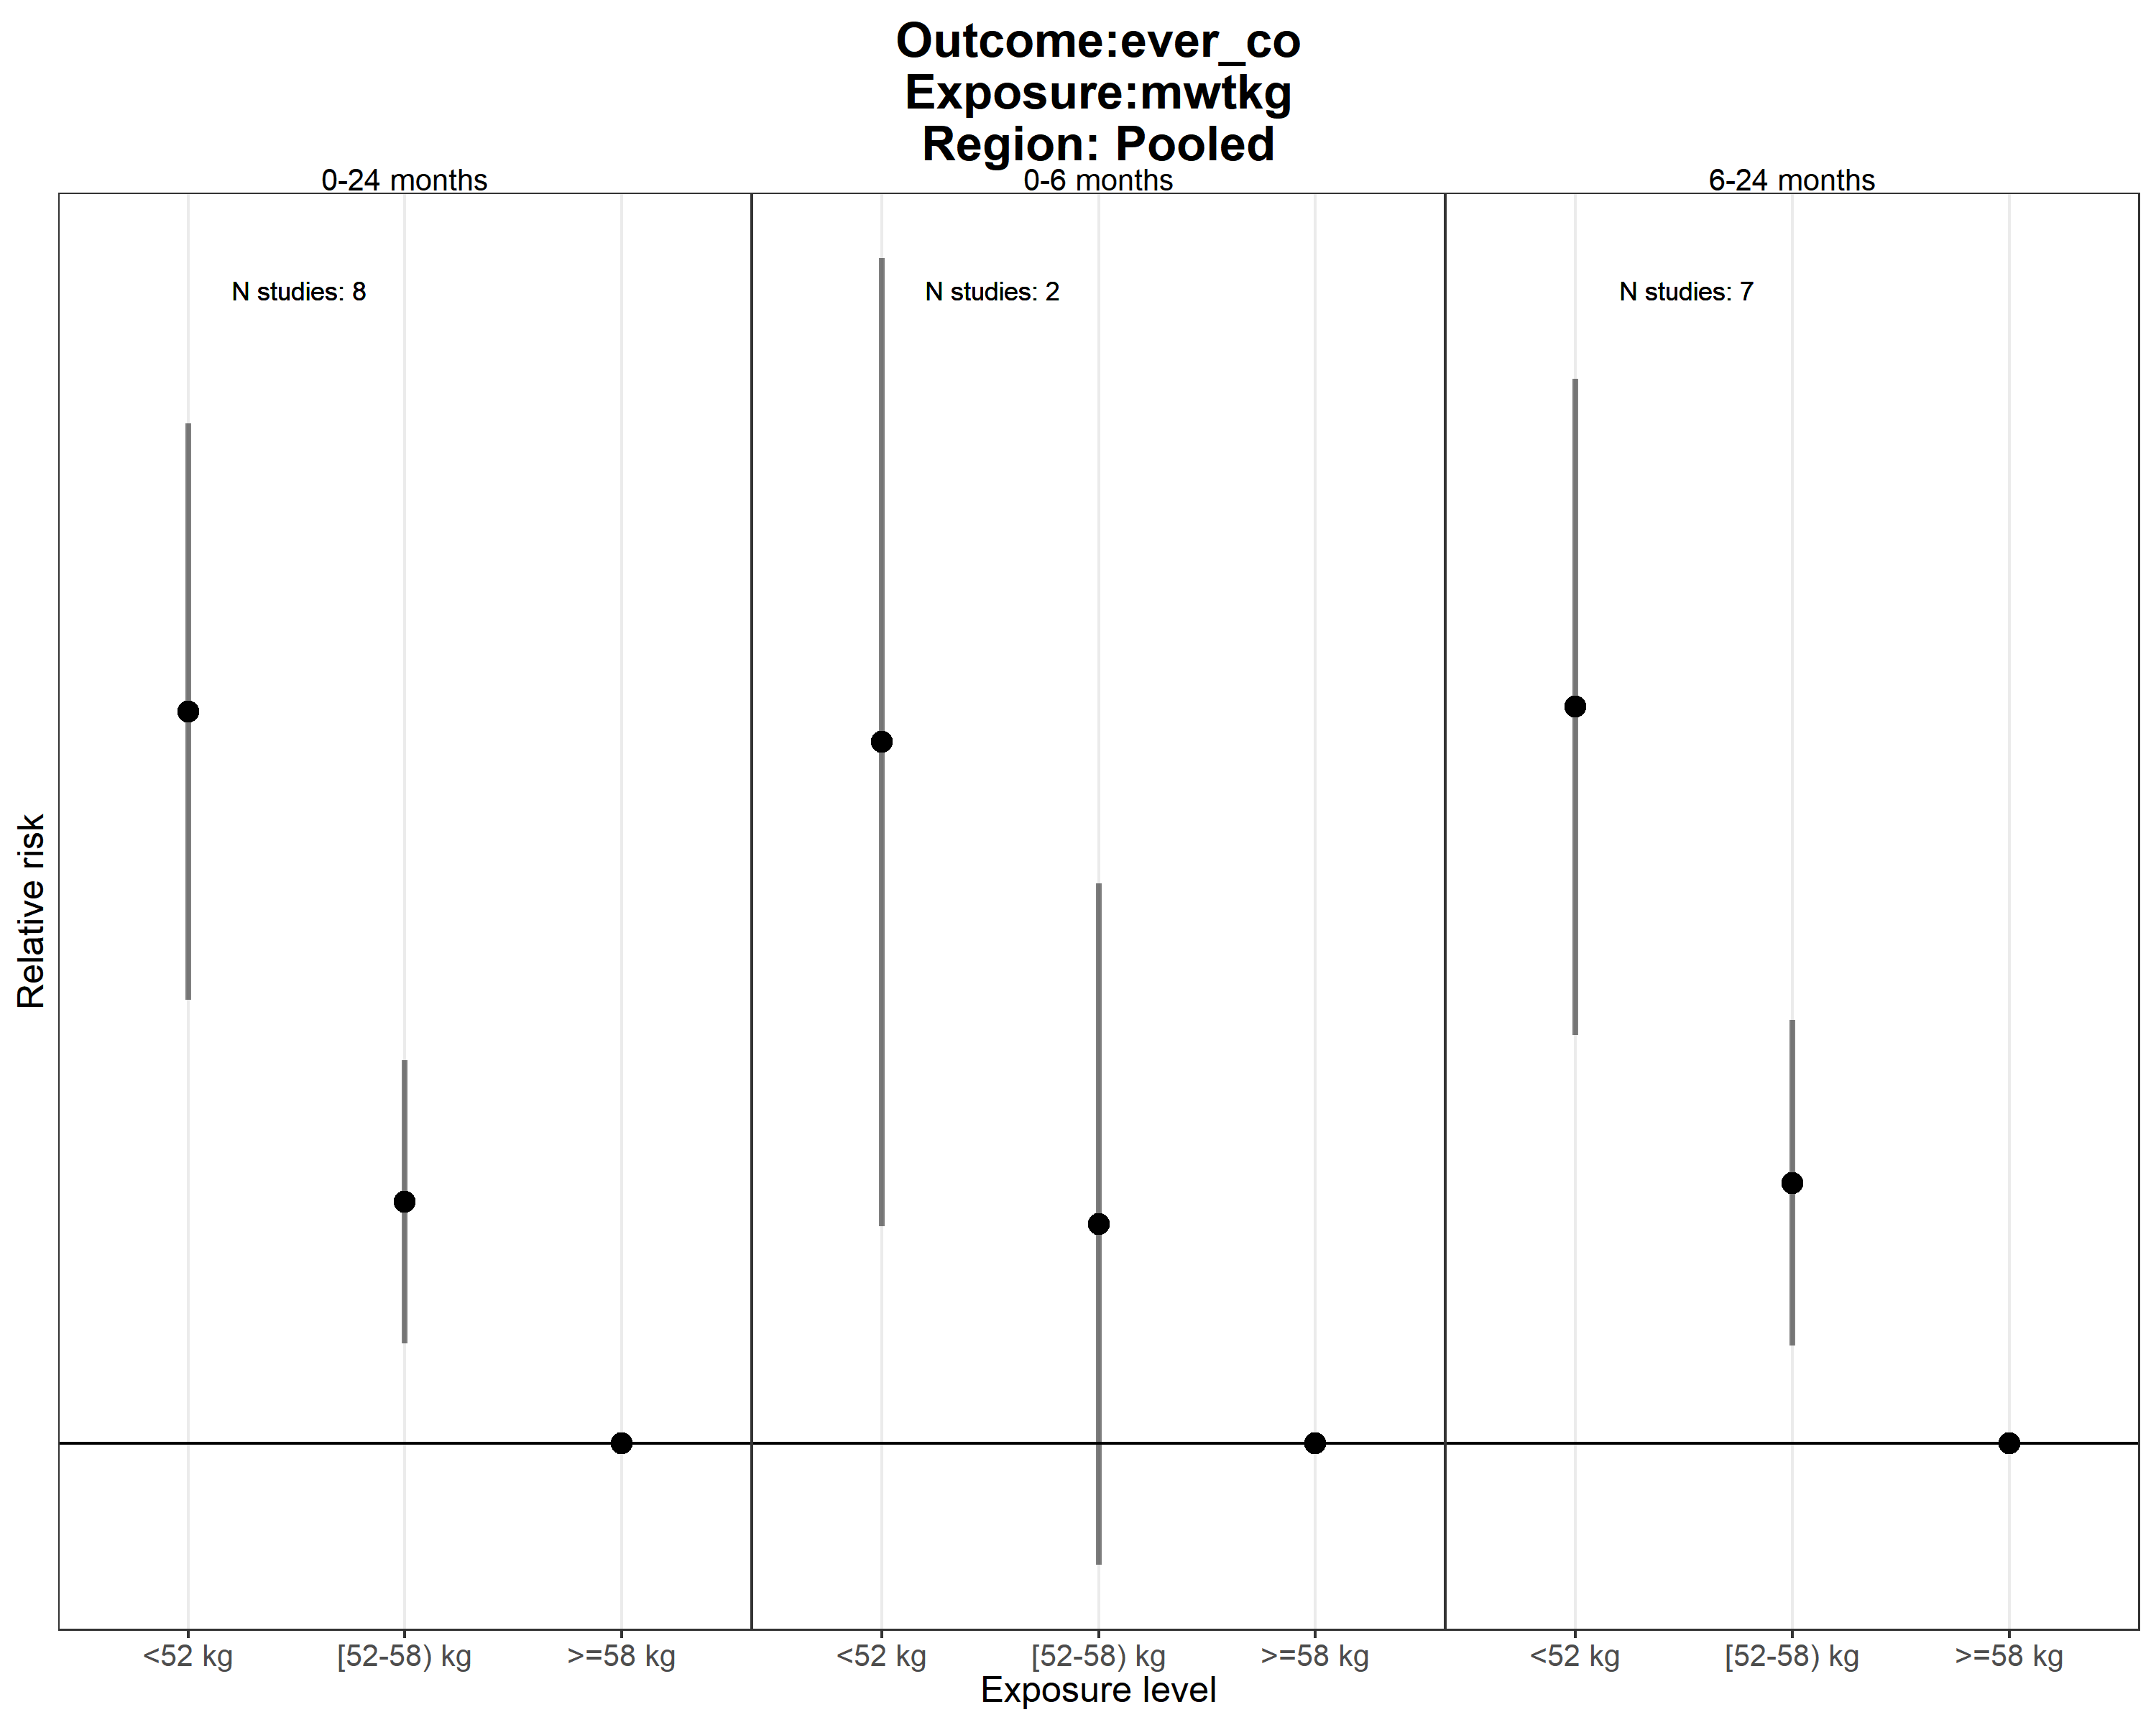 Outcome:ever_co
Exposure:mwtkg
Region: Pooled
0-24 months
0-6 months
6-24 months
N studies: 8
N studies: 2
N studies: 7
Relative risk
<52 kg
[52-58) kg
>=58 kg
<52 kg
[52-58) kg
>=58 kg
<52 kg
[52-58) kg
>=58 kg
Exposure level